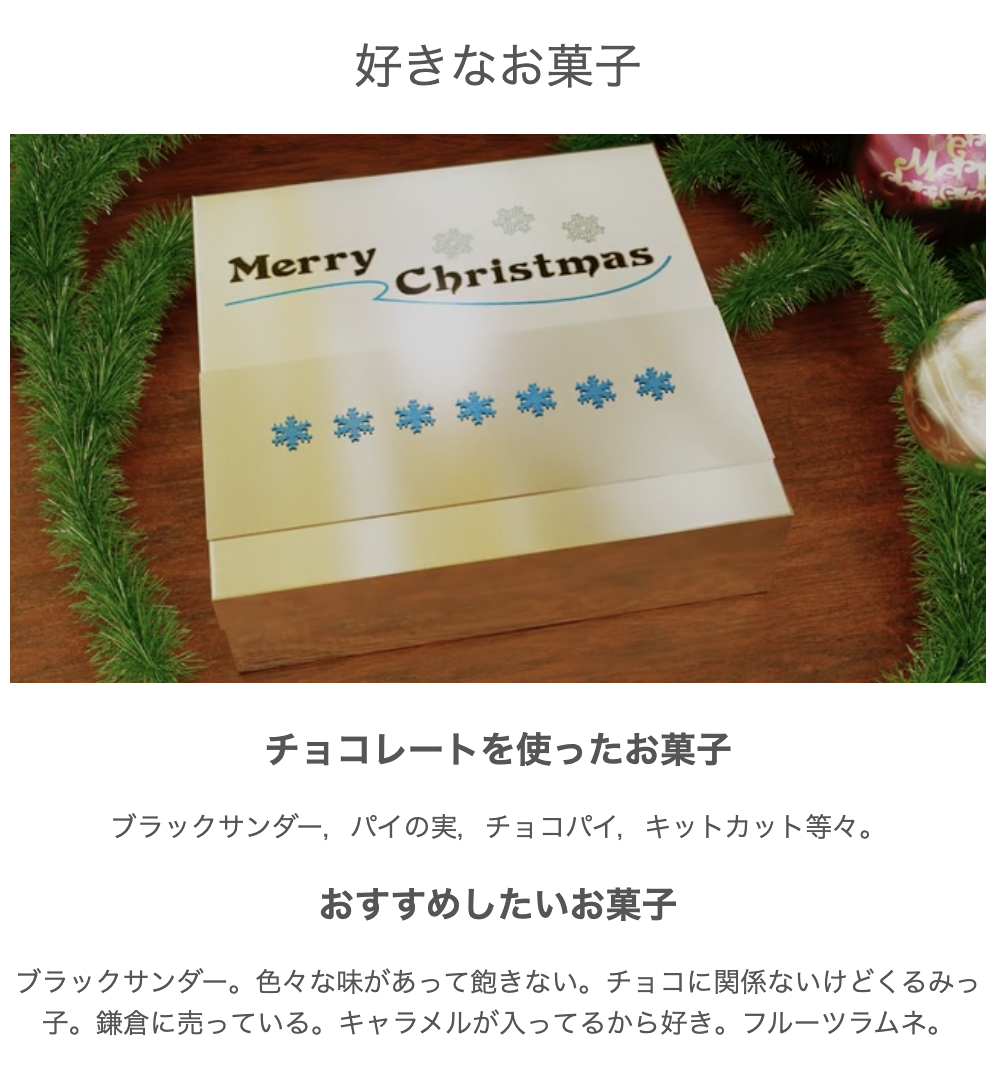 好きなお菓子
Merry
Christmas
Merry
Christmas
チョコレートを使ったお菓子
ブラックサンダー，パイの実，チョコパイ，キットカット等々。
おすすめしたいお菓子
ブラックサンダー。色々な味があって飽きない。チョコに関係ないけどくるみっ
子。鎌倉に売っている。キャラメルが入ってるから好き。フルーツラムネ。